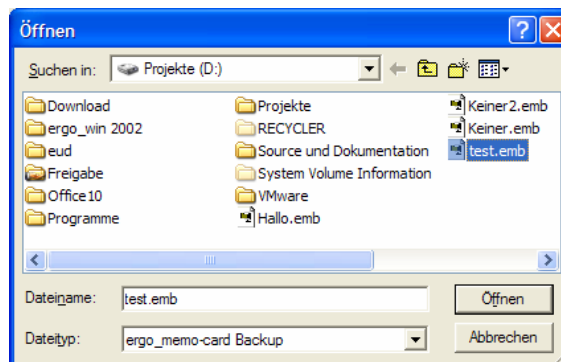 Öffnen
Suchen in: Projekte (D:)
Download Projekte Keiner2.emb
ergo_win 2002 RECYCLER Keiner.emb
eud Source und Dokumentation test.emb
Freigabe System Volume Information
Office10 VMware
Programme Hallo.emb
Dateiname: test.emb Öffnen
Dateityp: ergo_memo-card Backup Abbrechen